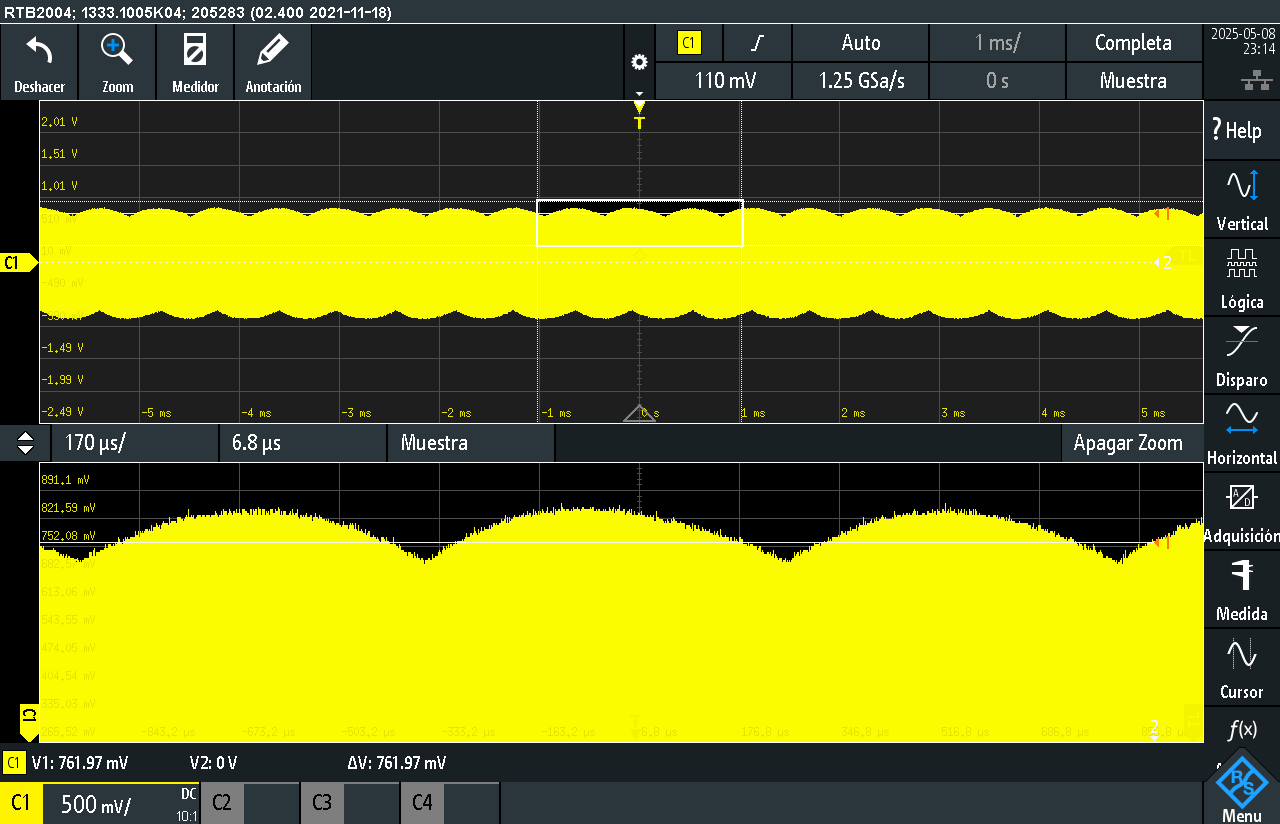 RTB2004; 1333.1005K04; 205283 (02.400 2021-11-18)
Deshacer
Zoom
Medidor
Anotación
C1
Auto
1 ms/
Completa
110 mV
1.25 GSa/s
0 s
Muestra
2025-05-08
23:14
T
2.01 V
1.51 V
1.01 V
510 mV
10 mV
-490 mV
-1.49 V
-1.99 V
-2.49 V
C1
1
2
TL
-5 ms
-4 ms
-3 ms
-2 ms
-1 ms
0 s
1 ms
2 ms
3 ms
4 ms
5 ms
? Help
Vertical
Lógica
Disparo
Horizontal
A/D
Adquisición
Medida
Cursor
f(x)
R&S
Menu
170 µs/
6.8 µs
Muestra
Apagar Zoom
891.1 mV
821.59 mV
752.08 mV
682.57 mV
613.06 mV
543.55 mV
474.05 mV
404.54 mV
335.03 mV
265.52 mV
1
2
C1
-843.2 µs
-673.2 µs
-503.2 µs
-333.2 µs
-163.2 µs
6.8 µs
176.8 µs
346.8 µs
516.8 µs
686.8 µs
C1
V1: 761.97 mV
V2: 0 V
ΔV: 761.97 mV
C1
500 mV/
DC
10:1
C2
C3
C4